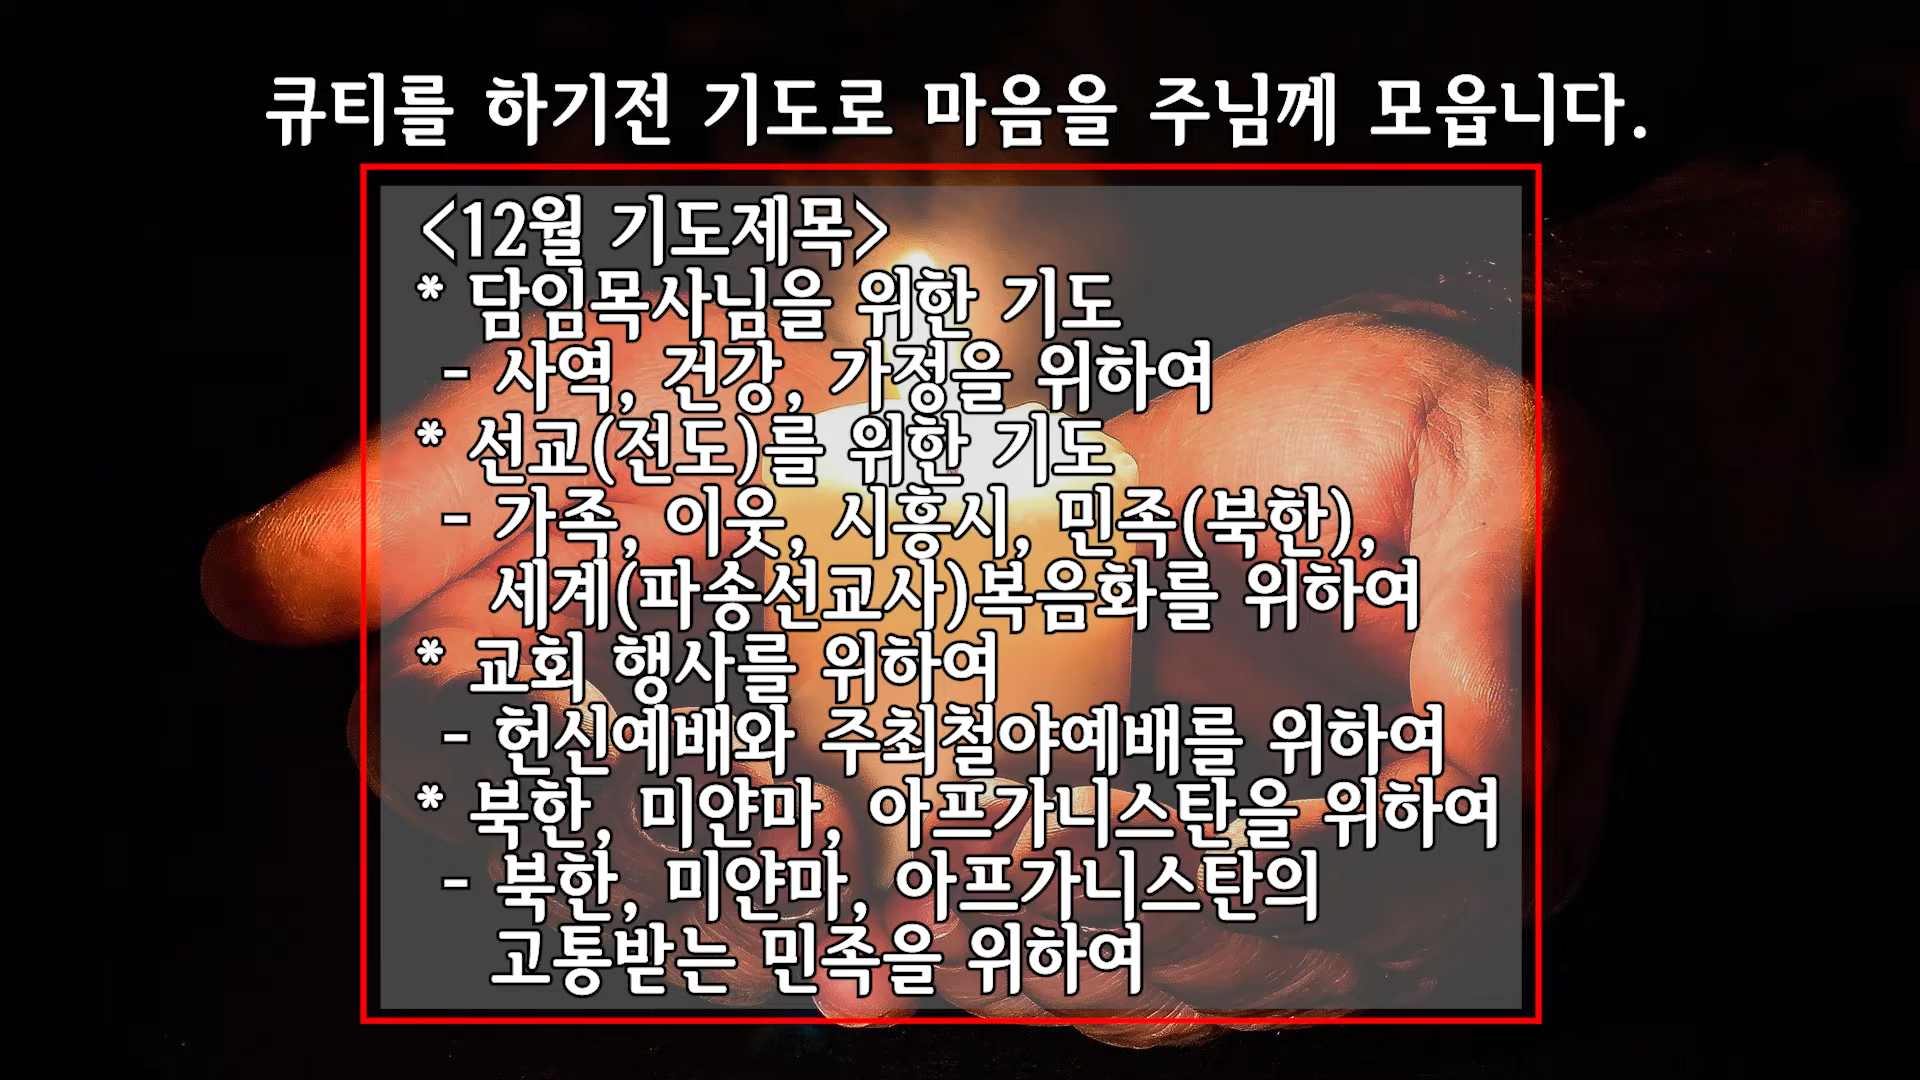 큐티를 하기전 기도로 마음을 주님께 모읍니다.
<12월 기도제목>
* 담임목사님을 위한 기도
- 사역, 건강, 가정을 위하여
* 선교(전도)를 위한 기도
- 가족, 이웃, 시흥시, 민족(북한),
세계(파송선교사)복음화를 위하여
* 교회 행사를 위하여
- 헌신예배와 주최철야예배를 위하여
* 북한, 미얀마, 아프가니스탄을 위하여
- 북한, 미얀마, 아프가니스탄의
고통받는 민족을 위하여